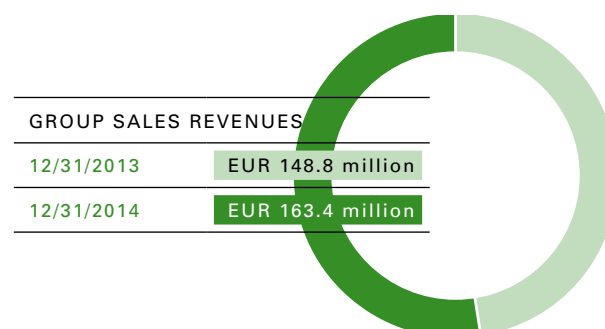 GROUP SALES REVENUES
12/31/2013 EUR 148.8 million
12/31/2014 EUR 163.4 million